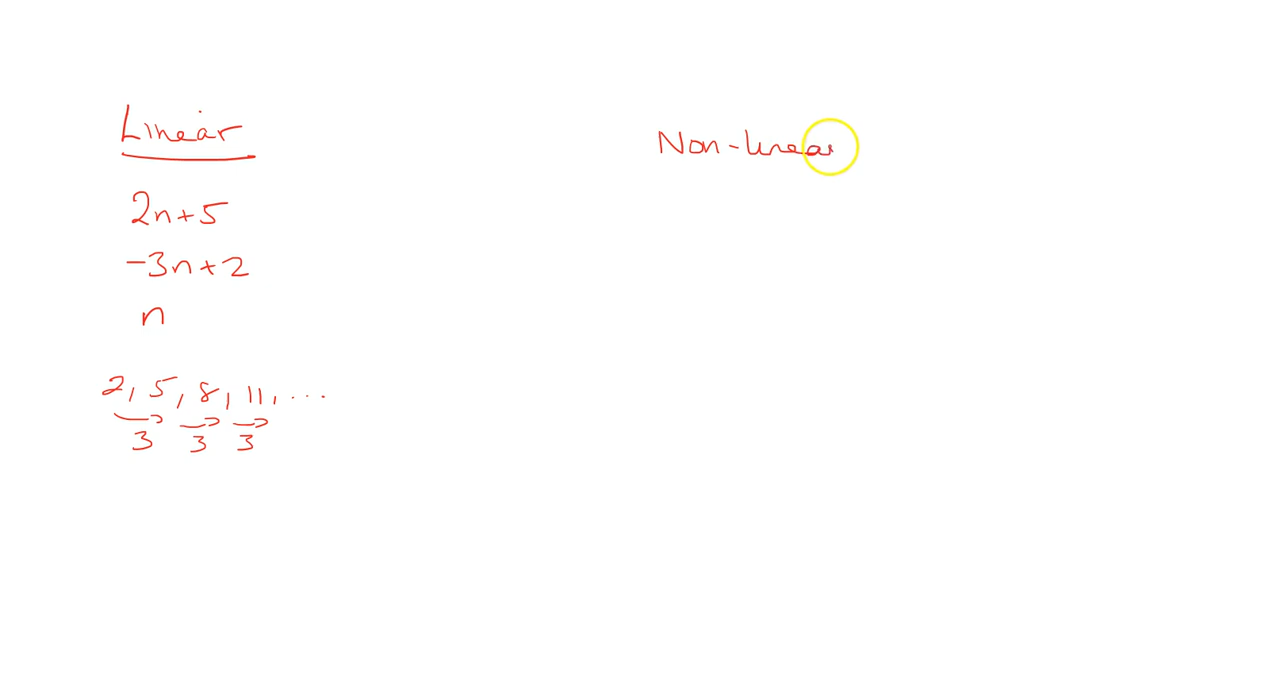 Linear
2n+5
-3n+2
n
2, 5, 8, 11, ...
3 3 3
Non-linear